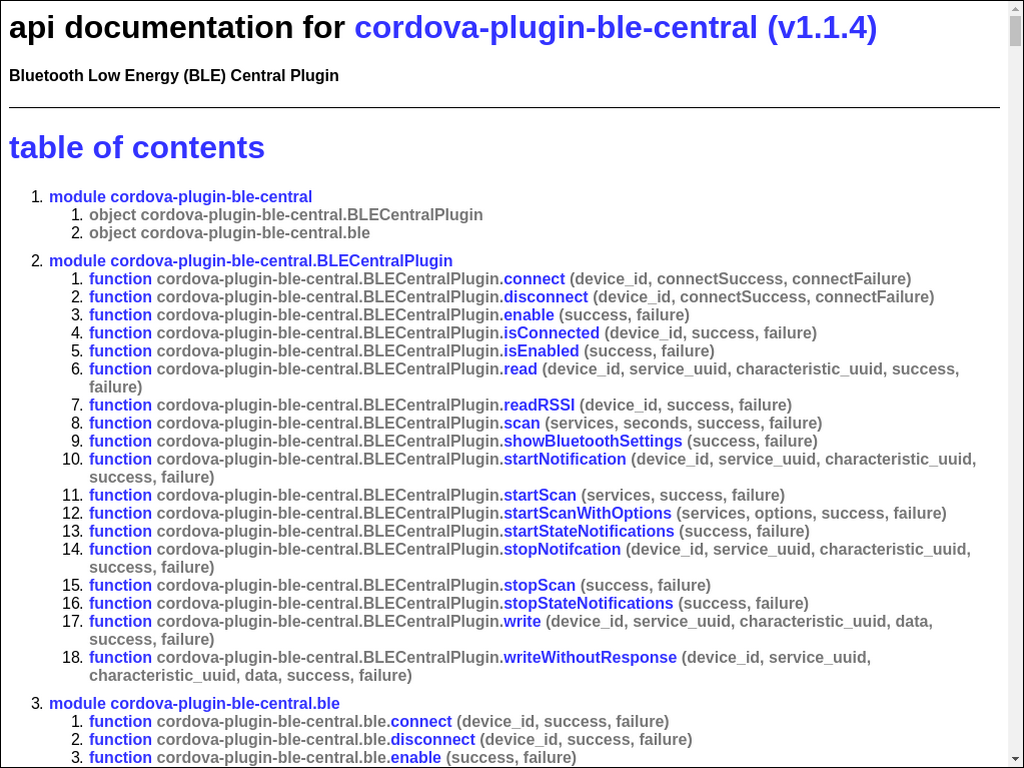 api documentation for cordova-plugin-ble-central (v1.1.4)
Bluetooth Low Energy (BLE) Central Plugin
table of contents
1. module cordova-plugin-ble-central
1. object cordova-plugin-ble-central.BLECentralPlugin
2. object cordova-plugin-ble-central.ble
2. module cordova-plugin-ble-central.BLECentralPlugin
1. function cordova-plugin-ble-central.BLECentralPlugin.connect (device_id, connectSuccess, connectFailure)
2. function cordova-plugin-ble-central.BLECentralPlugin.disconnect (device_id, connectSuccess, connectFailure)
3. function cordova-plugin-ble-central.BLECentralPlugin.enable (success, failure)
4. function cordova-plugin-ble-central.BLECentralPlugin.isConnected (device_id, success, failure)
5. function cordova-plugin-ble-central.BLECentralPlugin.isEnabled (success, failure)
6. function cordova-plugin-ble-central.BLECentralPlugin.read (device_id, service_uuid, characteristic_uuid, success,
failure)
7. function cordova-plugin-ble-central.BLECentralPlugin.readRSSI (device_id, success, failure)
8. function cordova-plugin-ble-central.BLECentralPlugin.scan (services, seconds, success, failure)
9. function cordova-plugin-ble-central.BLECentralPlugin.showBluetoothSettings (success, failure)
10. function cordova-plugin-ble-central.BLECentralPlugin.startNotification (device_id, service_uuid, characteristic_uuid,
success, failure)
11. function cordova-plugin-ble-central.BLECentralPlugin.startScan (services, success, failure)
12. function cordova-plugin-ble-central.BLECentralPlugin.startScanWithOptions (services, options, success, failure)
13. function cordova-plugin-ble-central.BLECentralPlugin.startStateNotifications (success, failure)
14. function cordova-plugin-ble-central.BLECentralPlugin.stopNotifcation (device_id, service_uuid, characteristic_uuid,
success, failure)
15. function cordova-plugin-ble-central.BLECentralPlugin.stopScan (success, failure)
16. function cordova-plugin-ble-central.BLECentralPlugin.stopStateNotifications (success, failure)
17. function cordova-plugin-ble-central.BLECentralPlugin.write (device_id, service_uuid, characteristic_uuid, data,
success, failure)
18. function cordova-plugin-ble-central.BLECentralPlugin.writeWithoutResponse (device_id, service_uuid,
characteristic_uuid, data, success, failure)
3. module cordova-plugin-ble-central.ble
1. function cordova-plugin-ble-central.ble.connect (device_id, success, failure)
2. function cordova-plugin-ble-central.ble.disconnect (device_id, success, failure)
3. function cordova-plugin-ble-central.ble.enable (success, failure)